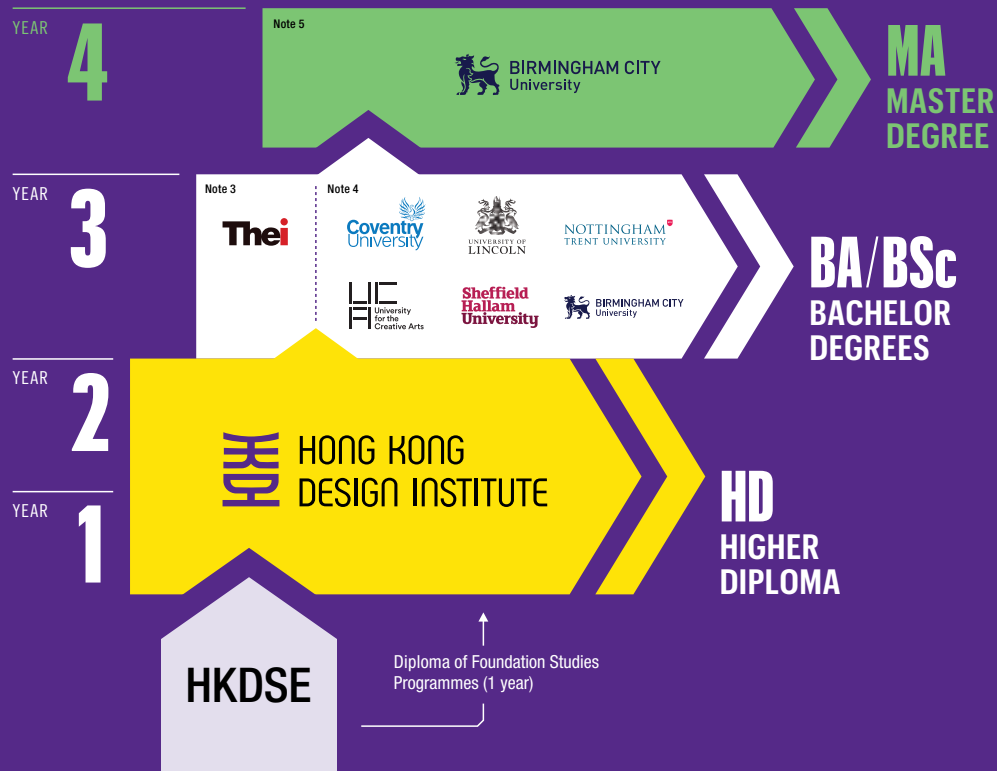 YEAR
4
Note 5
BIRMINGHAM CITY
University
MA
MASTER
DEGREE
YEAR
3
Note 3
Note 4
Thei
Coventry
University
UNIVERSITY OF
LINCOLN
NOTTINGHAM
TRENT UNIVERSITY
UCA
University
for the
Creative Arts
Sheffield
Hallam
University
BIRMINGHAM CITY
University
BA/BSc
BACHELOR
DEGREES
YEAR
2
HKDI
HONG KONG
DESIGN INSTITUTE
YEAR
1
HD
HIGHER
DIPLOMA
HKDSE
Diploma of Foundation Studies
Programmes (1 year)